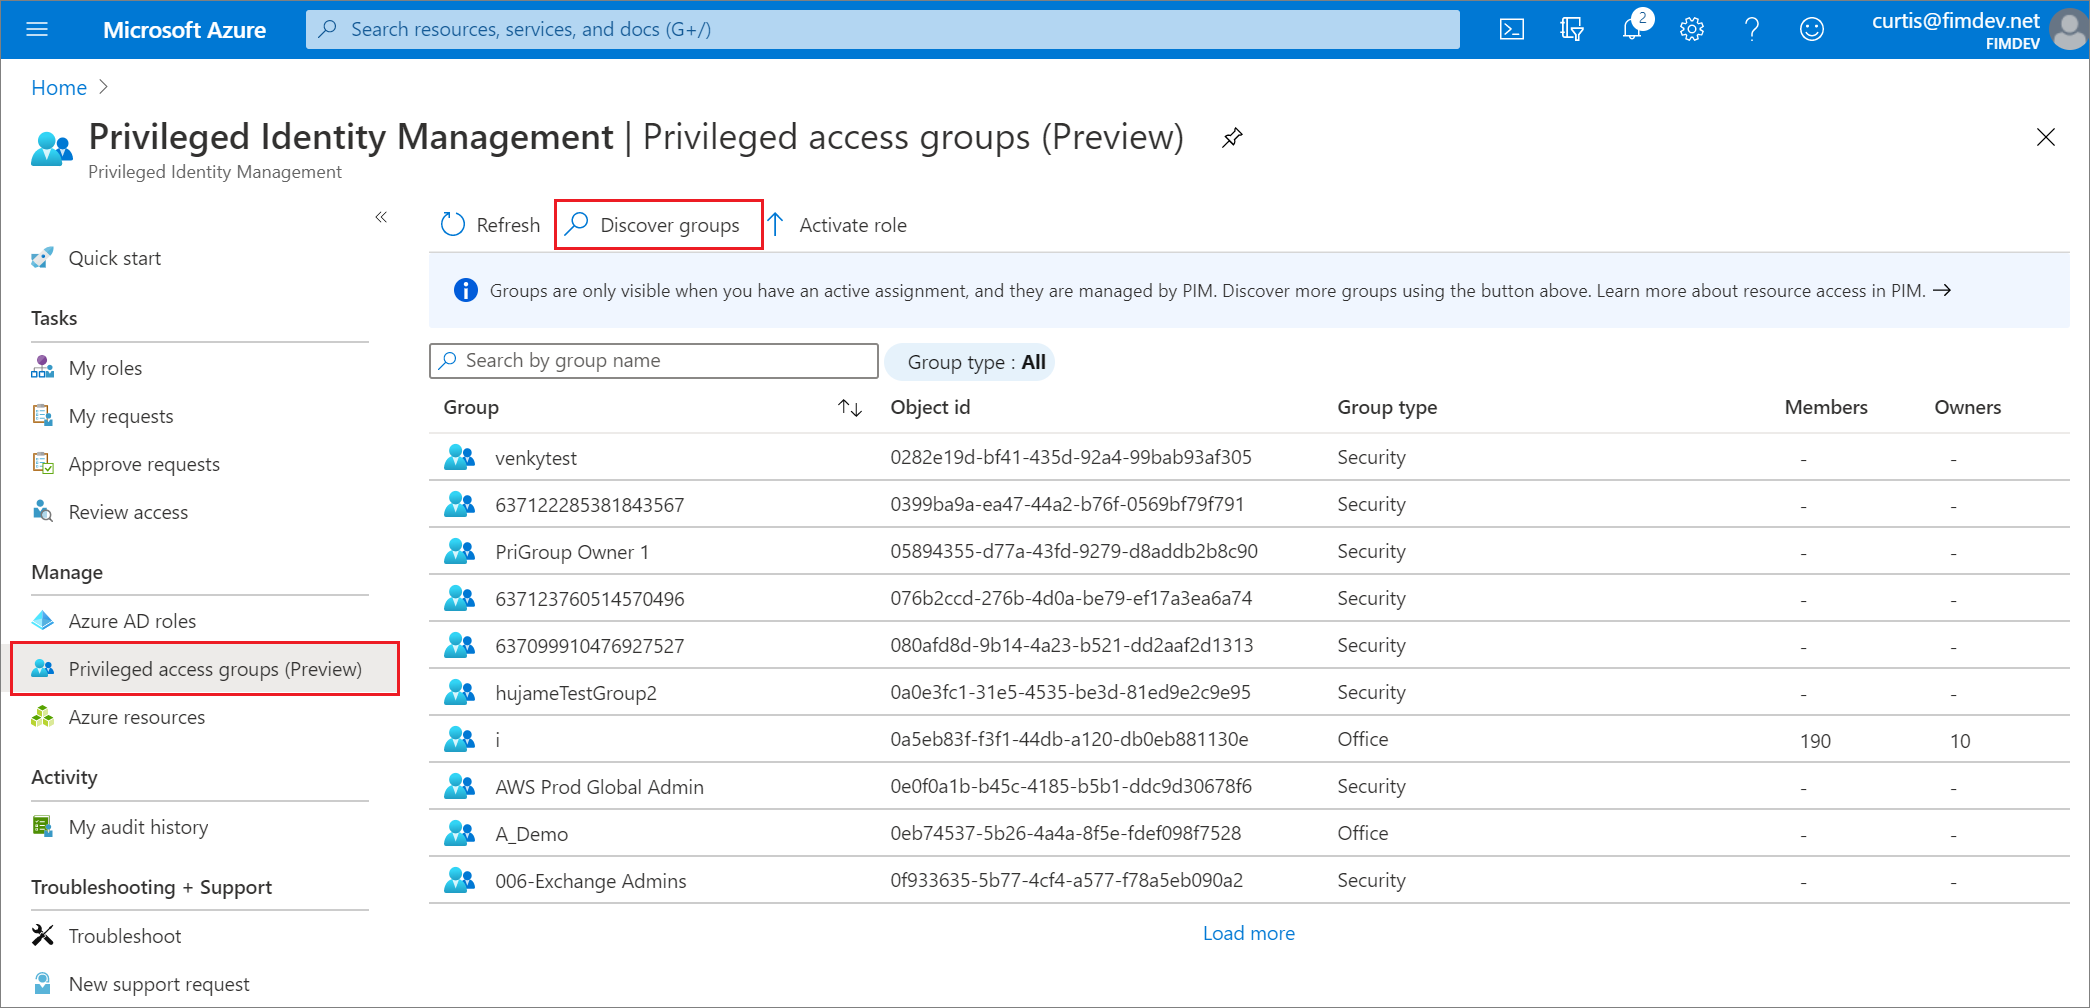 Microsoft Azure
Search resources, services, and docs (G+/)
2
curtis@fimdev.net
FIMDEV
Home
Privileged Identity Management | Privileged access groups (Preview)
Privileged Identity Management
«
Quick start
Tasks
My roles
My requests
Approve requests
Review access
Manage
Azure AD roles
Privileged access groups (Preview)
Azure resources
Activity
My audit history
Troubleshooting + Support
Troubleshoot
New support request
Refresh Discover groups Activate role
Groups are only visible when you have an active assignment, and they are managed by PIM. Discover more groups using the button above. Learn more about resource access in PIM. →
Search by group name Group type : All
Group Object id Group type Members Owners
venkytest 0282e19d-bf41-435d-92a4-99bab93af305 Security - -
637122285381843567 0399ba9a-ea47-44a2-b76f-0569bf79f791 Security - -
PriGroup Owner 1 05894355-d77a-43fd-9279-d8addb2b8c90 Security - -
637123760514570496 076b2ccd-276b-4d0a-be79-ef17a3ea6a74 Security - -
637099910476927527 080afd8d-9b14-4a23-b521-dd2aaf2d1313 Security - -
hujameTestGroup2 0a0e3fc1-31e5-4535-be3d-81ed9e2c9e95 Security - -
i 0a5eb83f-f3f1-44db-a120-db0eb881130e Office 190 10
AWS Prod Global Admin 0e0f0a1b-b45c-4185-b5b1-ddc9d30678f6 Security - -
A_Demo 0eb74537-5b26-4a4a-8f5e-fdef098f7528 Office - -
006-Exchange Admins 0f933635-5b77-4cf4-a577-f78a5eb090a2 Security - -
Load more